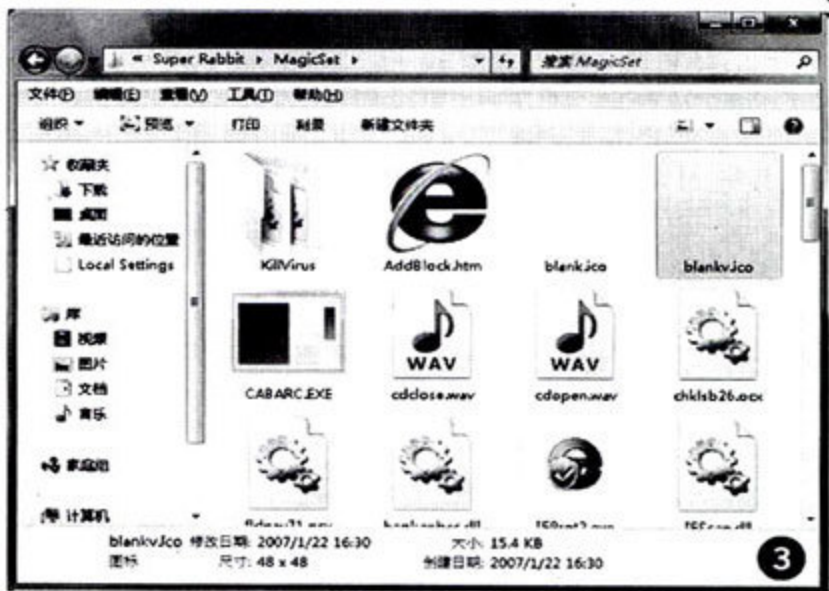 « Super Rabbit ▸ MagicSet ▸
搜索 MagicSet
文件(F) 编辑(E) 查看(V) 工具(T) 帮助(H)
组织 预览 打印 刻录 新建文件夹
收藏夹
下载
桌面
最近访问的位置
Local Settings
库
视频
图片
文档
音乐
家庭组
计算机
KillVirus
AddBlock.htm
blank.ico
blankv.ico
CABARC.EXE
WAV
cdclose.wav
WAV
cdopen.wav
chklsb26.ocx
blankv.ico 修改日期: 2007/1/22 16:30 大小: 15.4 KB
图标 尺寸: 48 x 48 创建日期: 2007/1/22 16:30
3